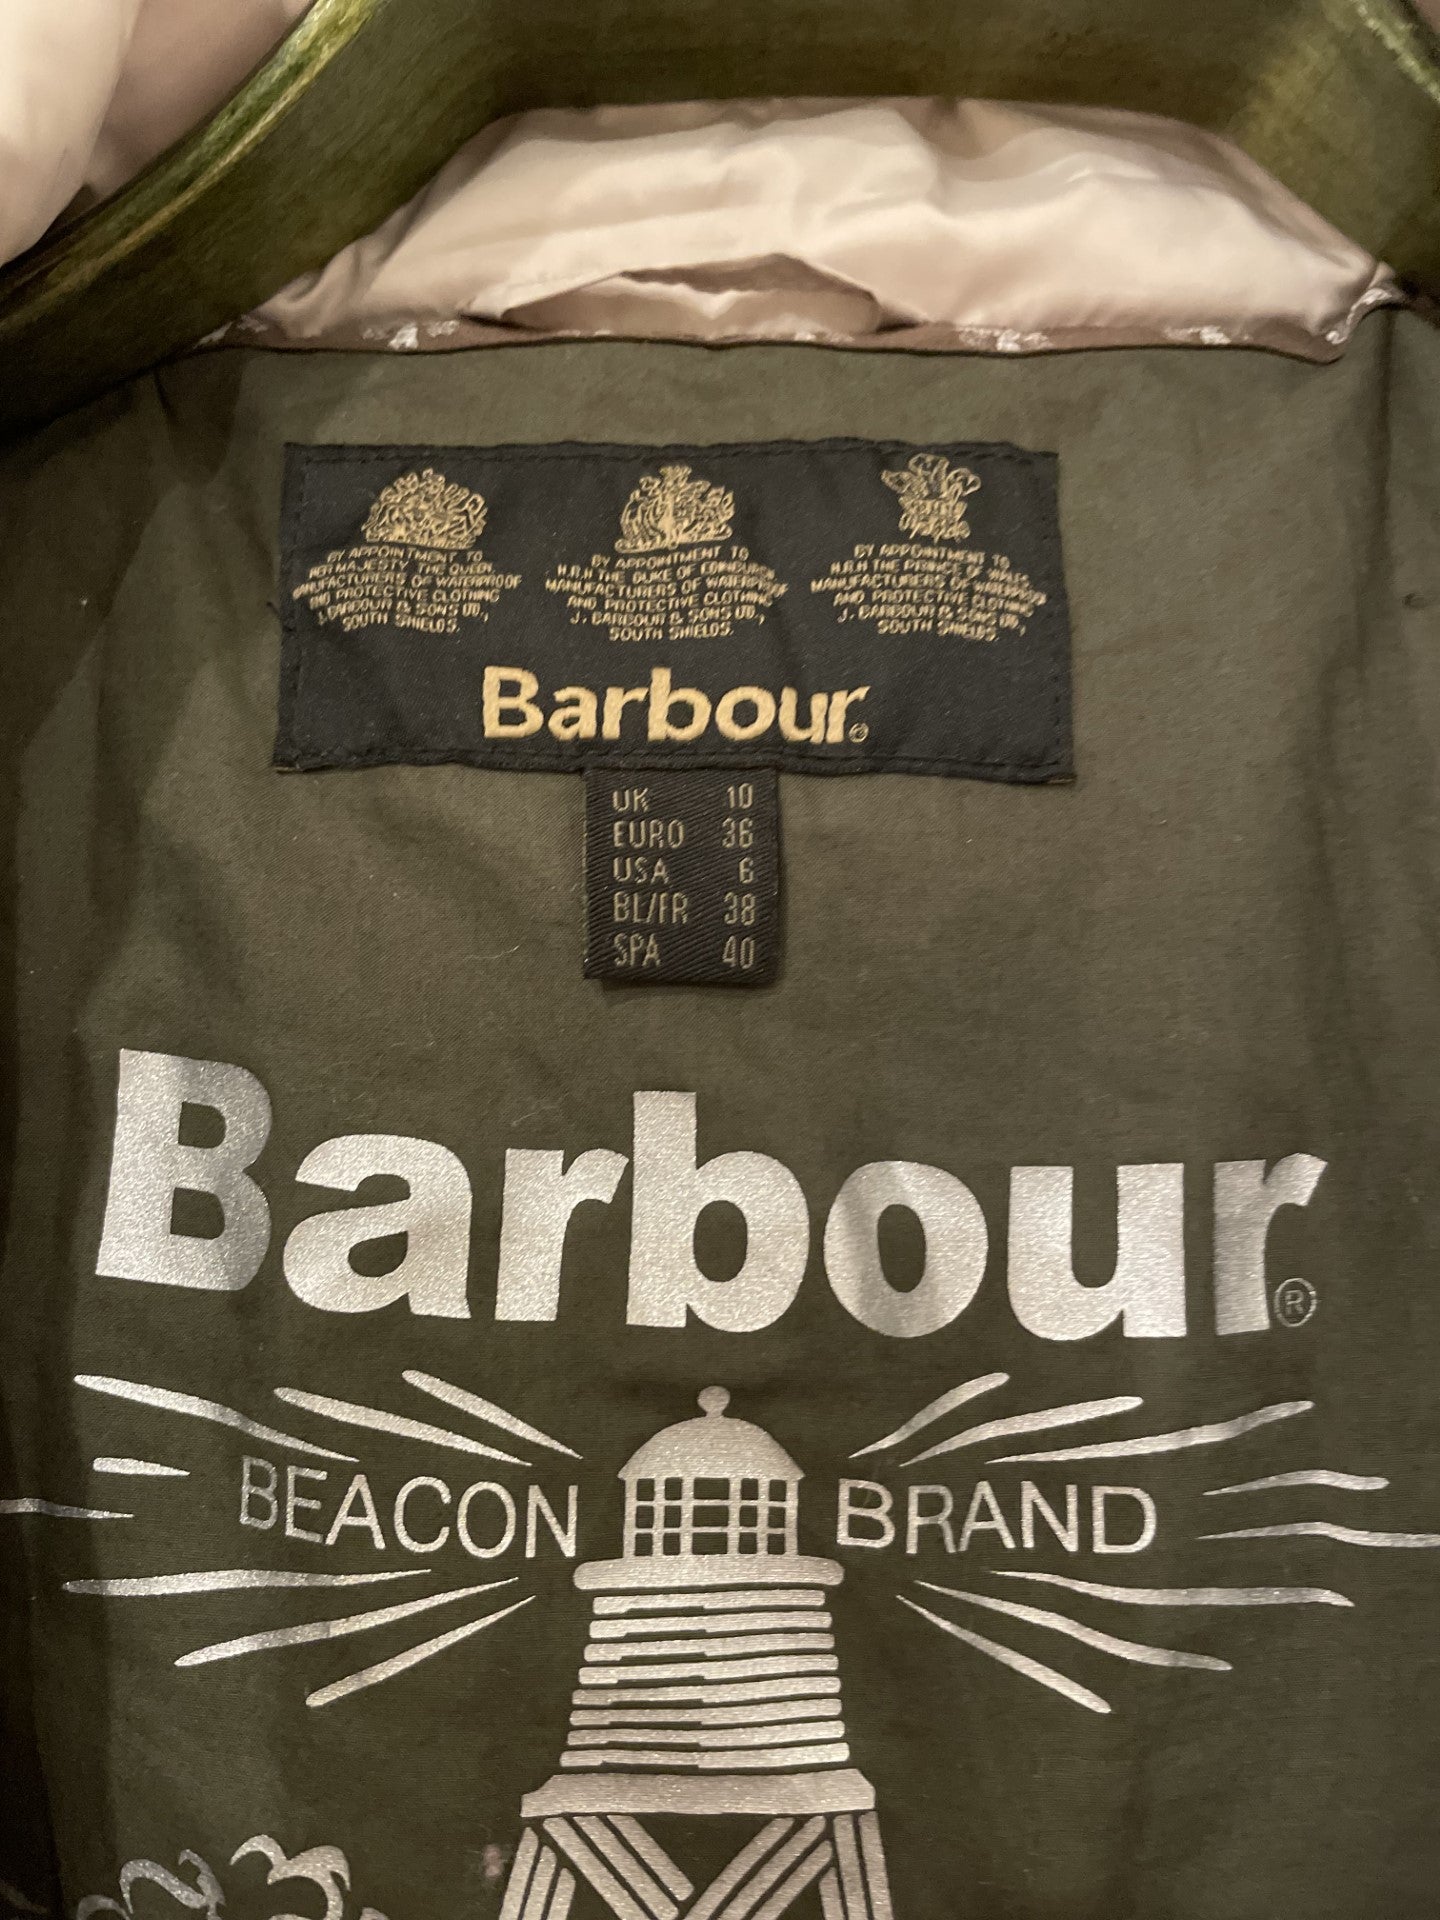 BY APPOINTMENT TO
HER MAJESTY THE QUEEN
MANUFACTURERS OF WATERPROOF
AND PROTECTIVE CLOTHING
J. BARBOUR & SONS LTD.,
SOUTH SHIELDS.
BY APPOINTMENT TO
H.R.H THE DUKE OF EDINBURGH
MANUFACTURERS OF WATERPROOF
AND PROTECTIVE CLOTHING
J. BARBOUR & SONS LTD.,
SOUTH SHIELDS.
BY APPOINTMENT TO
H.R.H THE PRINCE OF WALES
MANUFACTURERS OF WATERPROOF
AND PROTECTIVE CLOTHING
J. BARBOUR & SONS LTD.,
SOUTH SHIELDS.
Barbour®
UK 10
EURO 36
USA 6
BL/FR 38
SPA 40
Barbour®
BEACON BRAND